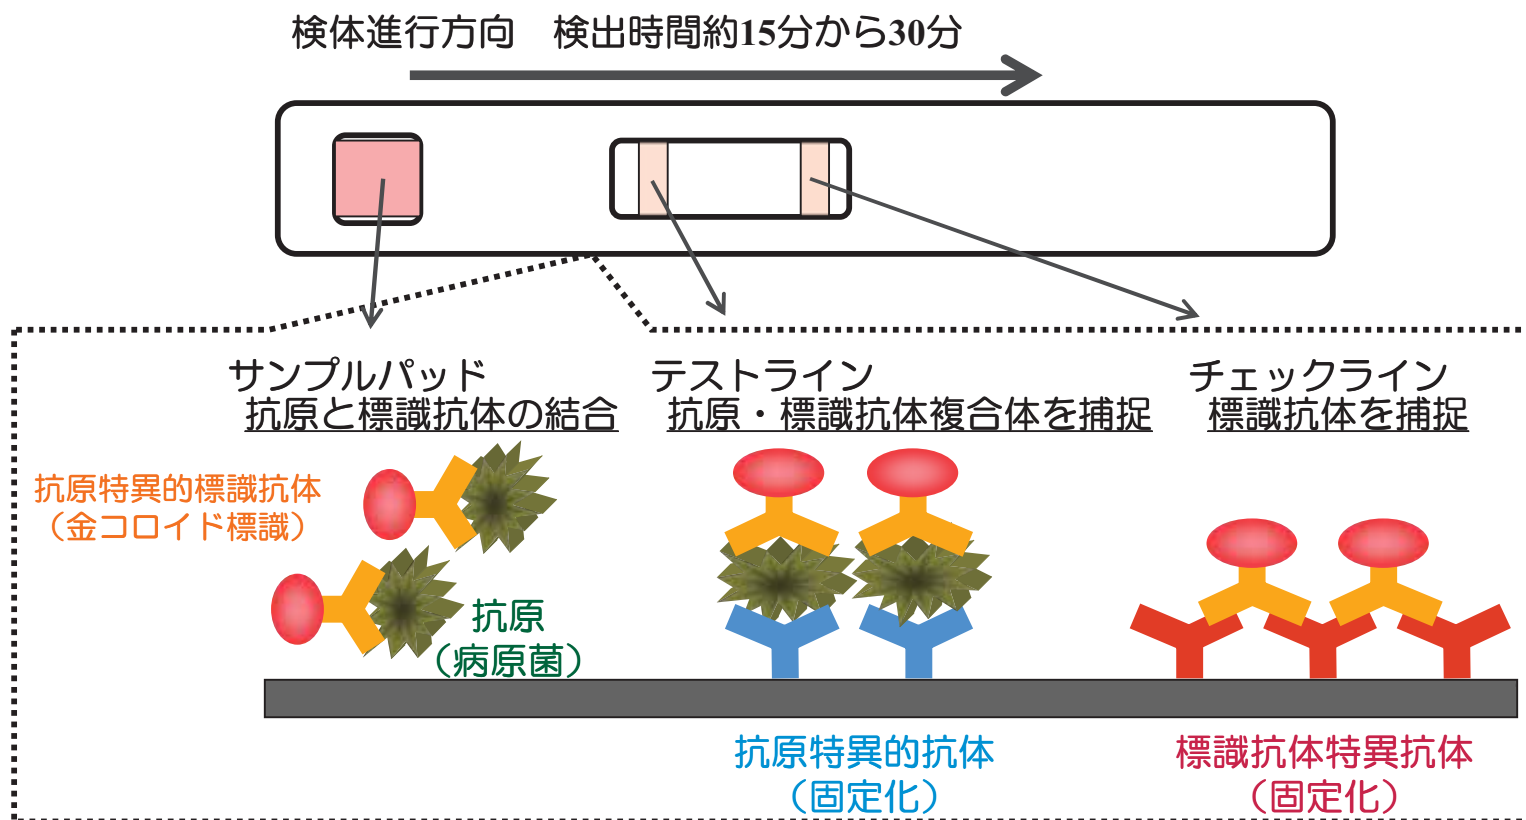 検体進行方向　検出時間約15分から30分
サンプルパッド
抗原と標識抗体の結合
テストライン
抗原・標識抗体複合体を捕捉
チェックライン
標識抗体を捕捉
抗原特異的標識抗体
（金コロイド標識）
抗原
（病原菌）
抗原特異的抗体
（固定化）
標識抗体特異抗体
（固定化）